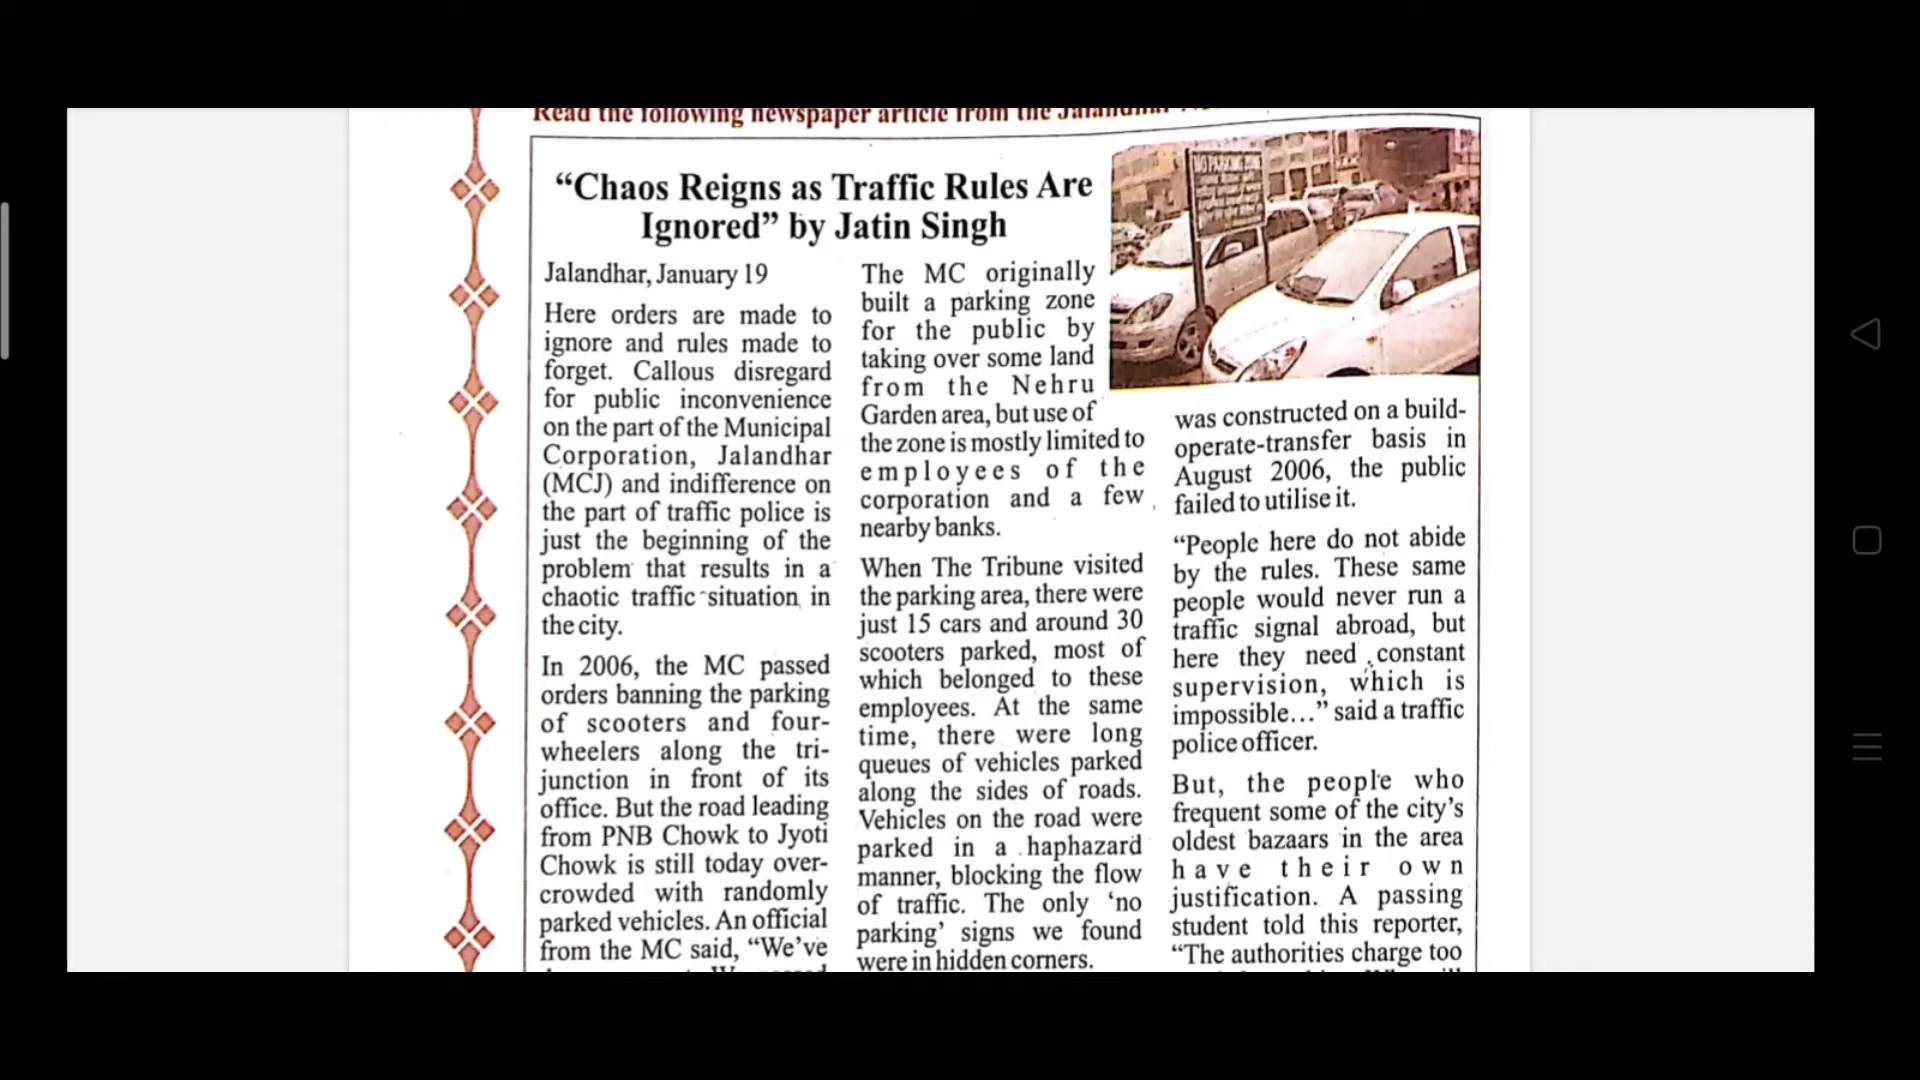 Read the following newspaper article from the Jalandhar
“Chaos Reigns as Traffic Rules Are
Ignored” by Jatin Singh
Jalandhar, January 19
Here orders are made to
ignore and rules made to
forget. Callous disregard
for public inconvenience
on the part of the Municipal
Corporation, Jalandhar
(MCJ) and indifference on
the part of traffic police is
just the beginning of the
problem that results in a
chaotic traffic situation in
the city.
In 2006, the MC passed
orders banning the parking
of scooters and four-
wheelers along the tri-
junction in front of its
office. But the road leading
from PNB Chowk to Jyoti
Chowk is still today over-
crowded with randomly
parked vehicles. An official
from the MC said, “We’ve
The MC originally
built a parking zone
for the public by
taking over some land
from the Nehru
Garden area, but use of
the zone is mostly limited to
employees of the
corporation and a few
nearby banks.
When The Tribune visited
the parking area, there were
just 15 cars and around 30
scooters parked, most of
which belonged to these
employees. At the same
time, there were long
queues of vehicles parked
along the sides of roads.
Vehicles on the road were
parked in a haphazard
manner, blocking the flow
of traffic. The only ‘no
parking’ signs we found
were in hidden corners.
NO PARKING ZONE
was constructed on a build-
operate-transfer basis in
August 2006, the public
failed to utilise it.
“People here do not abide
by the rules. These same
people would never run a
traffic signal abroad, but
here they need constant
supervision, which is
impossible...” said a traffic
police officer.
But, the people who
frequent some of the city’s
oldest bazaars in the area
have their own
justification. A passing
student told this reporter,
“The authorities charge too